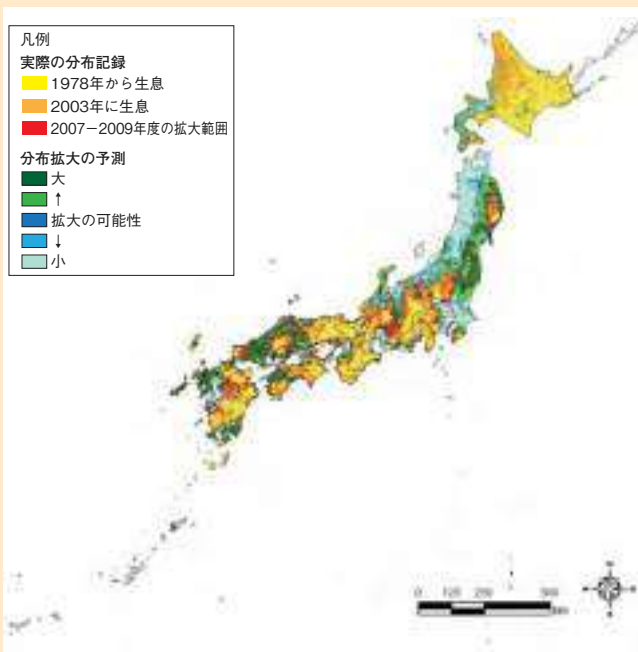 凡例
実際の分布記録
1978年から生息
2003年に生息
2007－2009年度の拡大範囲
分布拡大の予測
大
↑
拡大の可能性
↓
小
0